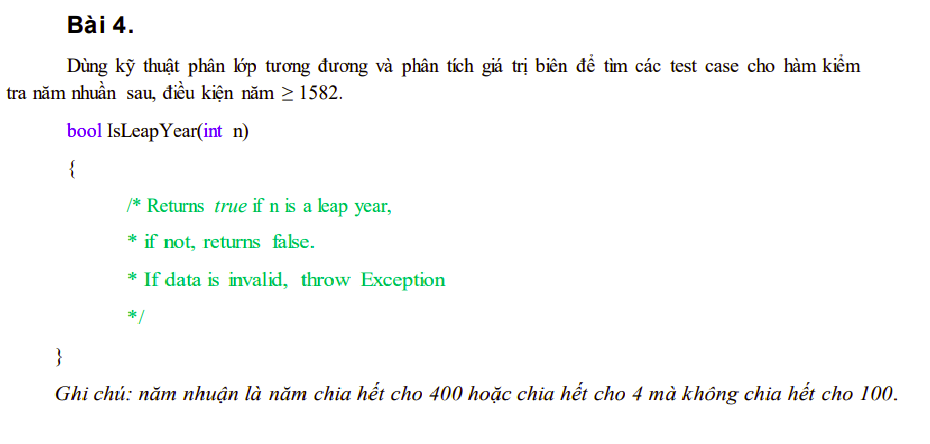 Bài 4.
Dùng kỹ thuật phân lớp tương đương và phân tích giá trị biên để tìm các test case cho hàm kiểm
tra năm nhuần sau, điều kiện năm ≥ 1582.
bool IsLeapYear(int n)
{
/* Returns true if n is a leap year,
* if not, returns false.
* If data is invalid, throw Exception
*/
}
Ghi chú: năm nhuận là năm chia hết cho 400 hoặc chia hết cho 4 mà không chia hết cho 100.